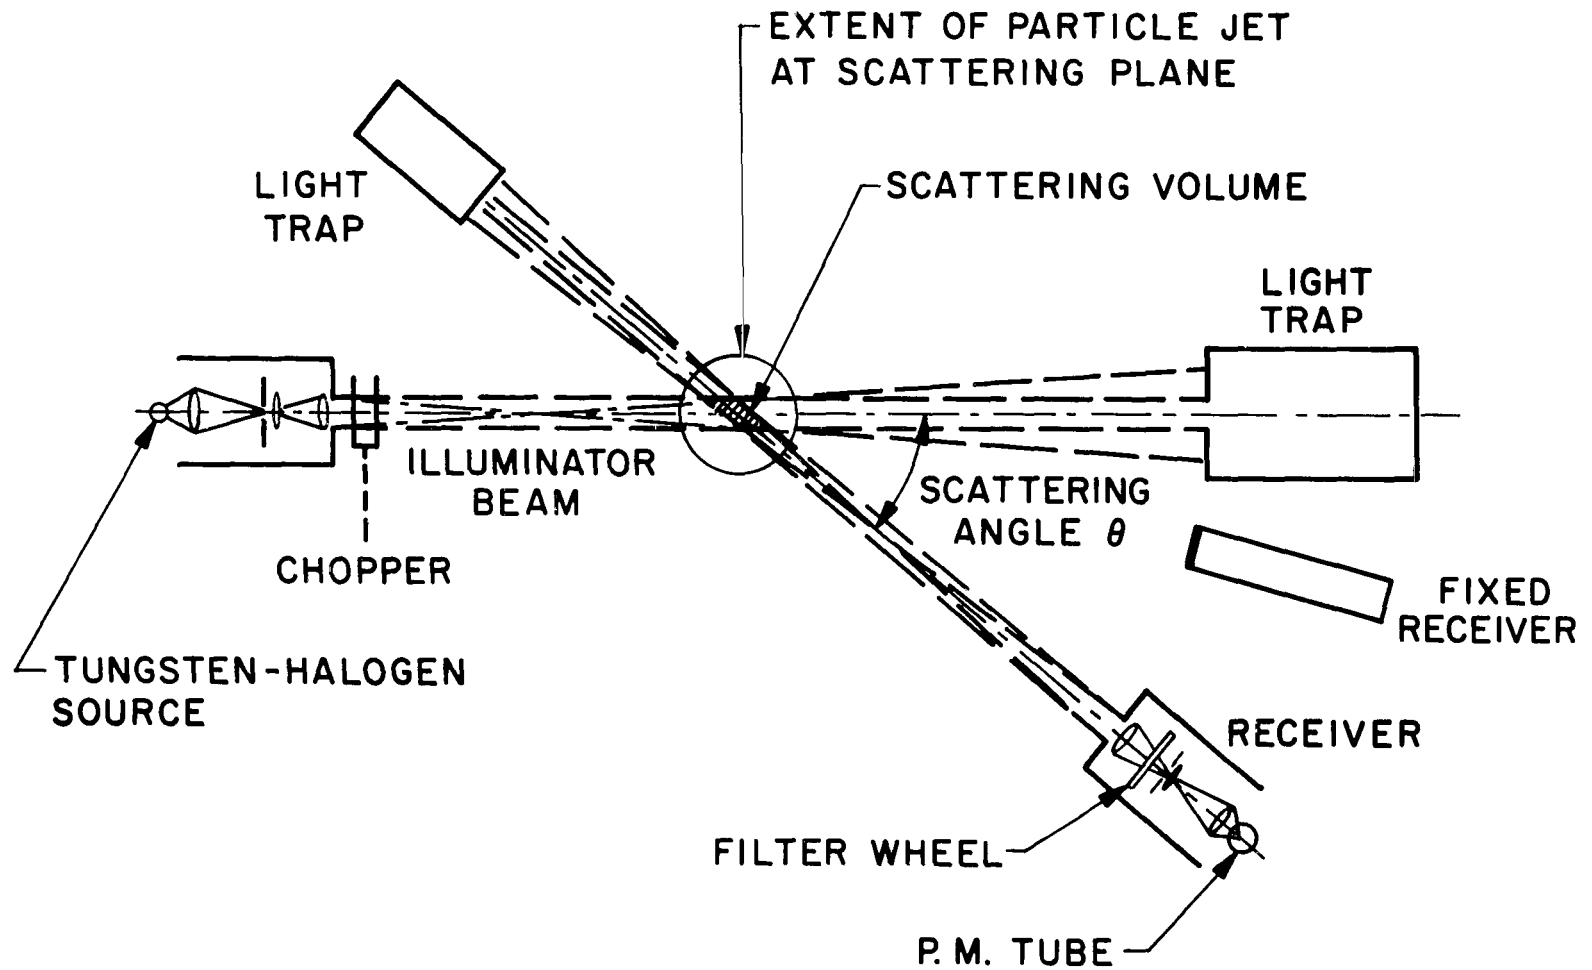 EXTENT OF PARTICLE JET
AT SCATTERING PLANE
LIGHT
TRAP
SCATTERING VOLUME
LIGHT
TRAP
ILLUMINATOR
BEAM
SCATTERING
ANGLE θ
CHOPPER
FIXED
RECEIVER
TUNGSTEN-HALOGEN
SOURCE
RECEIVER
FILTER WHEEL
P.M. TUBE